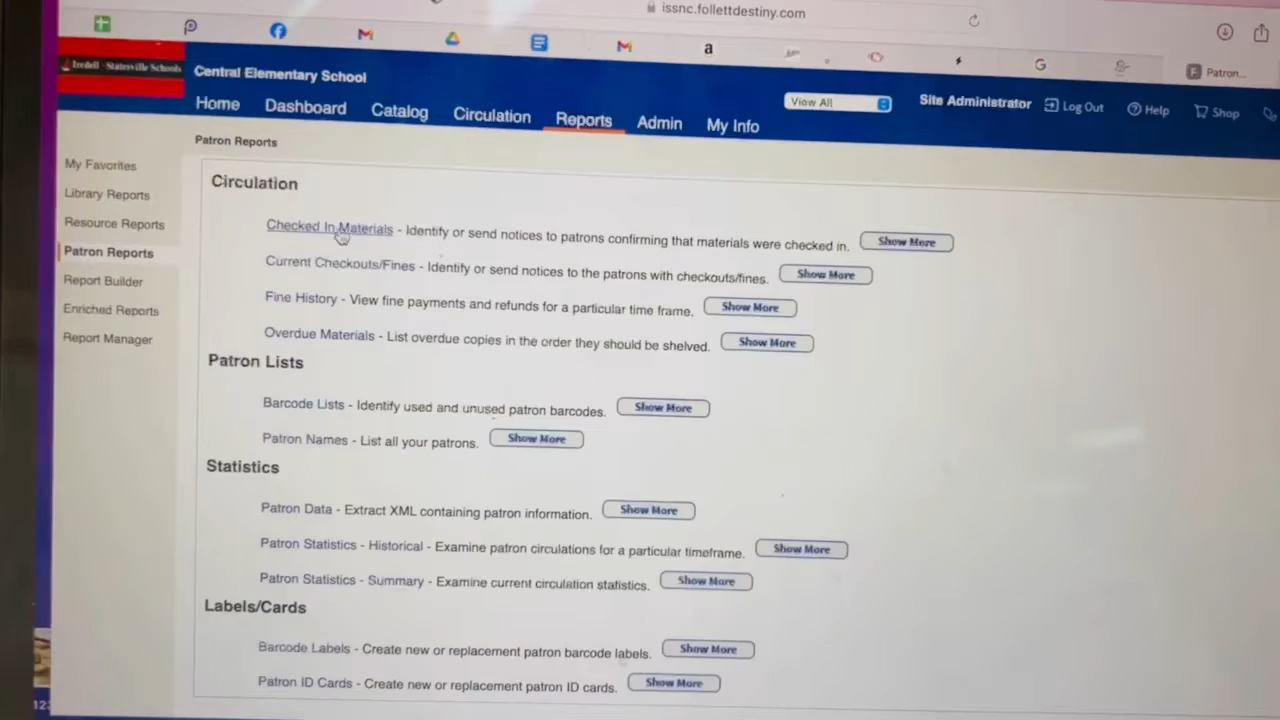 issnc.follettdestiny.com
a
G
Patron...
Iredell - Statesville Schools
Central Elementary School
Home Dashboard Catalog Circulation Reports Admin My Info
View All
Site Administrator Log Out Help Shop
Patron Reports
My Favorites
Library Reports
Resource Reports
Patron Reports
Report Builder
Enriched Reports
Report Manager
Circulation
Checked In Materials - Identify or send notices to patrons confirming that materials were checked in. Show More
Current Checkouts/Fines - Identify or send notices to the patrons with checkouts/fines. Show More
Fine History - View fine payments and refunds for a particular time frame. Show More
Overdue Materials - List overdue copies in the order they should be shelved. Show More
Patron Lists
Barcode Lists - Identify used and unused patron barcodes. Show More
Patron Names - List all your patrons. Show More
Statistics
Patron Data - Extract XML containing patron information. Show More
Patron Statistics - Historical - Examine patron circulations for a particular timeframe. Show More
Patron Statistics - Summary - Examine current circulation statistics. Show More
Labels/Cards
Barcode Labels - Create new or replacement patron barcode labels. Show More
Patron ID Cards - Create new or replacement patron ID cards. Show More